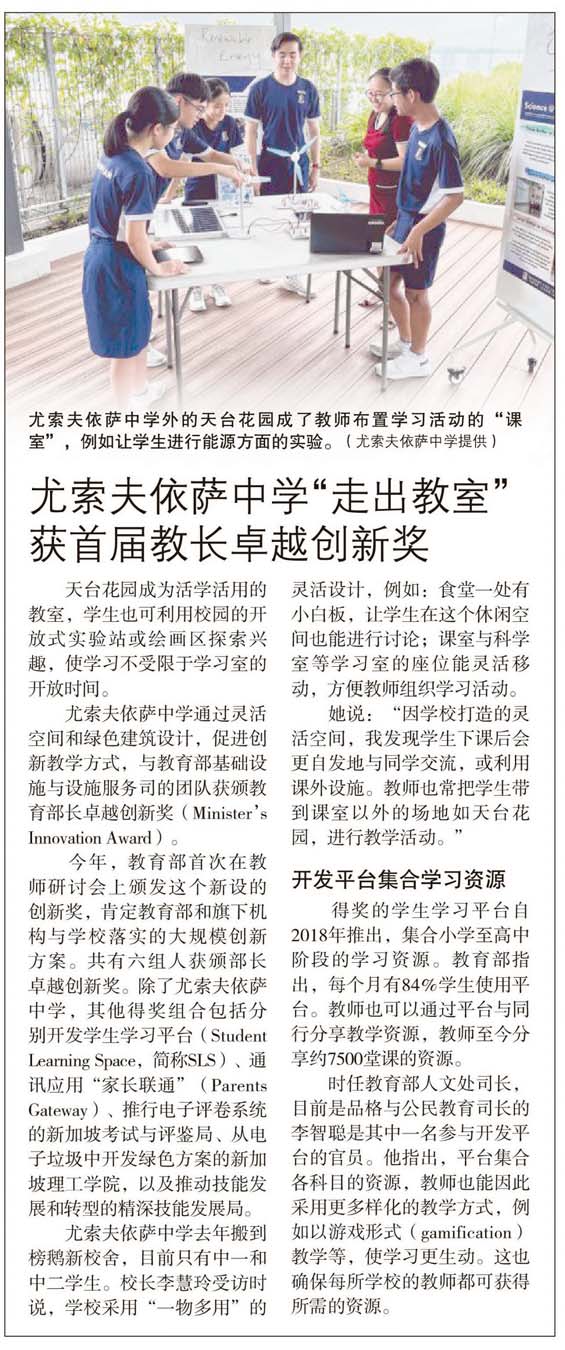 Renewable
Energy
Science @
尤索夫依萨中学外的天台花园成了教师布置学习活动的“课
室”，例如让学生进行能源方面的实验。（尤索夫依萨中学提供）
尤索夫依萨中学“走出教室”
获首届教长卓越创新奖
天台花园成为活学活用的
教室，学生也可利用校园的开
放式实验站或绘画区探索兴
趣，使学习不受限于学习室的
开放时间。
尤索夫依萨中学通过灵活
空间和绿色建筑设计，促进创
新教学方式，与教育部基础设
施与设施服务司的团队获颁教
育部长卓越创新奖（Minister’s
Innovation Award）。
今年，教育部首次在教
师研讨会上颁发这个新设的
创新奖，肯定教育部和旗下机
构与学校落实的大规模创新
方案。共有六组人获颁部长
卓越创新奖。除了尤索夫依萨
中学，其他得奖组合包括分
别开发学生学习平台（Student
Learning Space，简称SLS）、通
讯应用“家长联通”（Parents
Gateway）、推行电子评卷系统
的新加坡考试与评鉴局、从电
子垃圾中开发绿色方案的新加
坡理工学院，以及推动技能发
展和转型的精深技能发展局。
尤索夫依萨中学去年搬到
榜鹅新校舍，目前只有中一和
中二学生。校长李慧玲受访时
说，学校采用“一物多用”的
灵活设计，例如：食堂一处有
小白板，让学生在这个休闲空
间也能进行讨论；课室与科学
室等学习室的座位能灵活移
动，方便教师组织学习活动。
她说：“因学校打造的灵
活空间，我发现学生下课后会
更自发地与同学交流，或利用
课外设施。教师也常把学生带
到课室以外的场地如天台花
园，进行教学活动。”
开发平台集合学习资源
得奖的学生学习平台自
2018年推出，集合小学至高中
阶段的学习资源。教育部指
出，每个月有84%学生使用平
台。教师也可以通过平台与同
行分享教学资源，教师至今分
享约7500堂课的资源。
时任教育部人文处司长，
目前是品格与公民教育司长的
李智聪是其中一名参与开发平
台的官员。他指出，平台集合
各科目的资源，教师也能因此
采用更多样化的教学方式，例
如以游戏形式（gamification）
教学等，使学习更生动。这也
确保每所学校的教师都可获得
所需的资源。